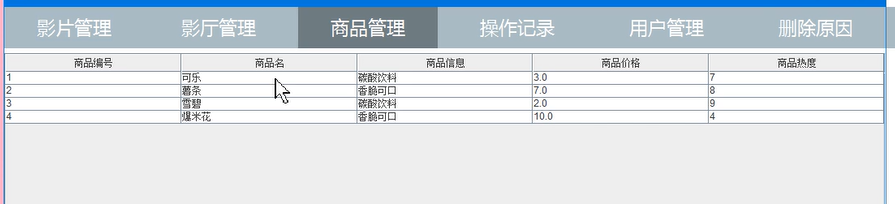 影片管理 影厅管理 商品管理 操作记录 用户管理 删除原因
商品编号 商品名 商品信息 商品价格 商品热度
1 可乐 碳酸饮料 3.0 7
2 薯条 香脆可口 7.0 8
3 雪碧 碳酸饮料 2.0 9
4 爆米花 香脆可口 10.0 4